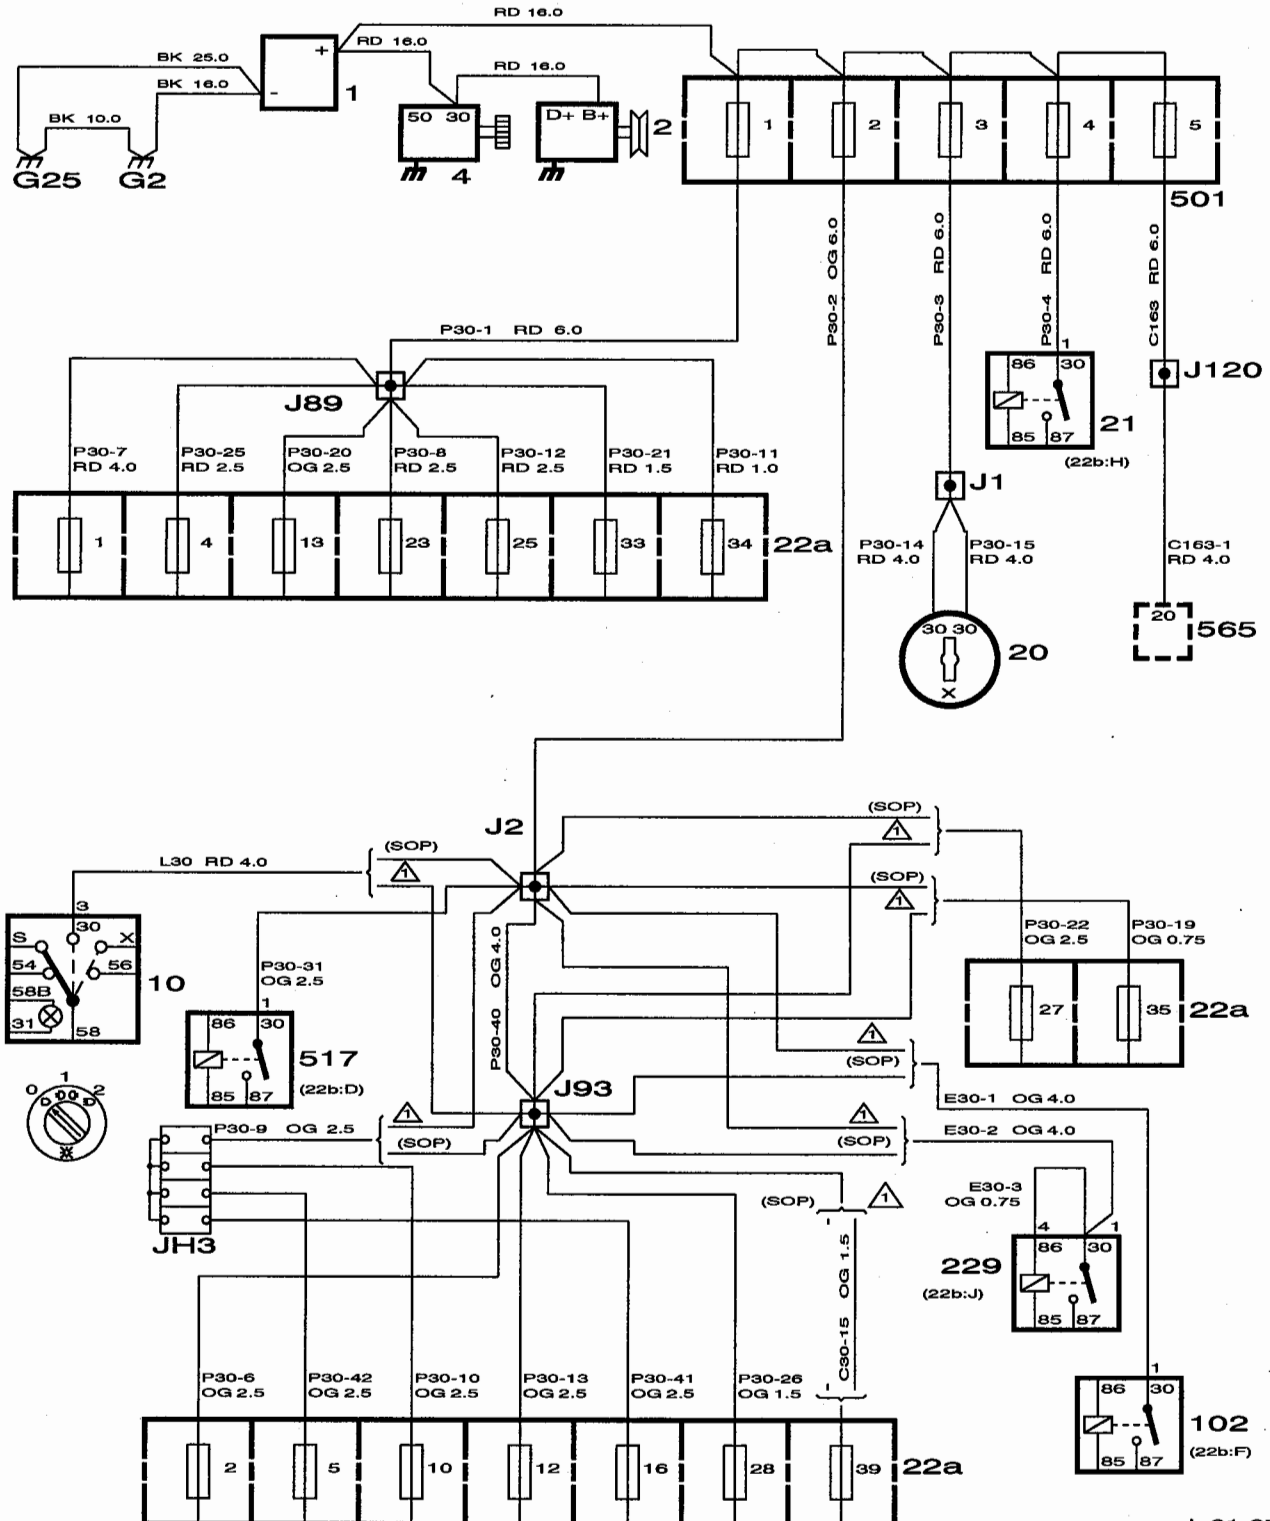 RD 16.0
RD 16.0
BK 25.0
+
RD 16.0
BK 16.0
-
1
BK 10.0
50 30
D+ B+
2
1
2
3
4
5
G25
G2
4
501
P30-2 OG 6.0
P30-3 RD 6.0
P30-4 RD 6.0
C163 RD 6.0
P30-1 RD 6.0
1
86
30
J120
21
85
87
(22b:H)
J89
P30-7
RD 4.0
P30-25
RD 2.5
P30-20
OG 2.5
P30-8
RD 2.5
P30-12
RD 2.5
P30-21
RD 1.5
P30-11
RD 1.0
J1
1
4
13
23
25
33
34
22a
P30-14
RD 4.0
P30-15
RD 4.0
C163-1
RD 4.0
20
565
30 30
20
X
J2
(SOP)
1
(SOP)
1
L30 RD 4.0
(SOP)
1
3
30
S
X
54
56
58B
31
58
10
P30-31
OG 2.5
P30-40 OG 4.0
P30-22
OG 2.5
P30-19
OG 0.75
27
35
22a
1
86
30
517
85
87
(22b:D)
1
(SOP)
0
1
2
J93
E30-1 OG 4.0
P30-9 OG 2.5
1
(SOP)
1
(SOP)
E30-2 OG 4.0
JH3
(SOP)
1
E30-3
OG 0.75
4
1
86
30
229
(22b:J)
85
87
C30-15 OG 1.5
P30-6
OG 2.5
P30-42
OG 2.5
P30-10
OG 2.5
P30-13
OG 2.5
P30-41
OG 2.5
P30-26
OG 1.5
1
86
30
102
85
87
(22b:F)
2
5
10
12
16
28
39
22a